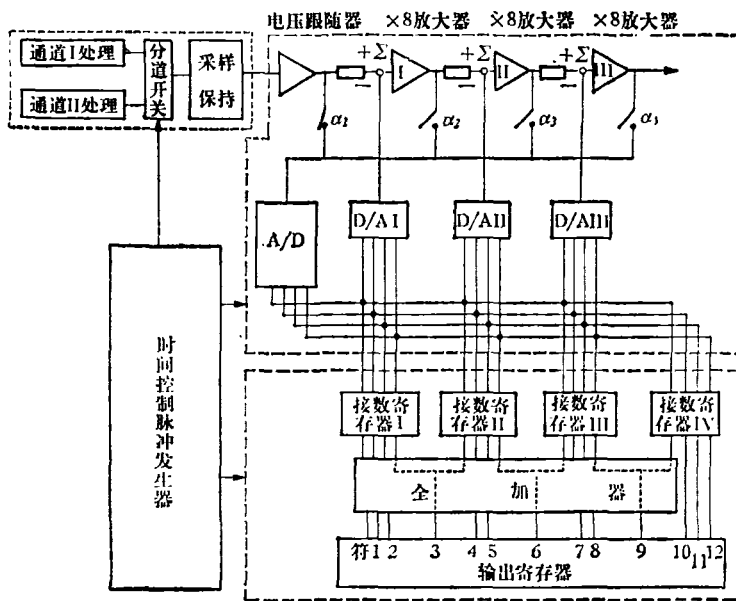 电压跟随器 ×8放大器 ×8放大器 ×8放大器
通道I处理
通道II处理
分道开关
采样保持
+Σ
−
I
+Σ
−
II
+Σ
−
III
α₂
α₃
A/D
D/AI
D/AII
D/AIII
时间控制脉冲发生器
接数寄存器I
接数寄存器II
接数寄存器III
接数寄存器IV
全 加 器
符 1 2 3 4 5 6 7 8 9 10 11 12
输出寄存器